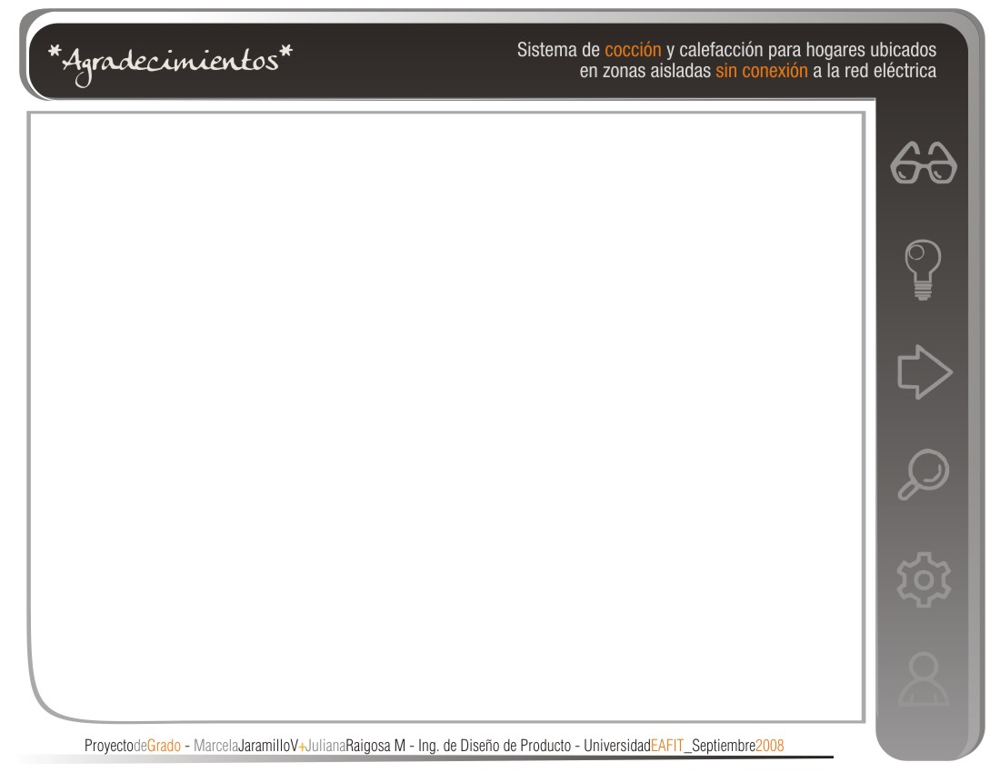 *Agradecimientos*
Sistema de cocción y calefacción para hogares ubicados
en zonas aisladas sin conexión a la red eléctrica
ProyectodeGrado - MarcelaJaramilloV+JulianaRaigosa M - Ing. de Diseño de Producto - UniversidadEAFIT_Septiembre2008